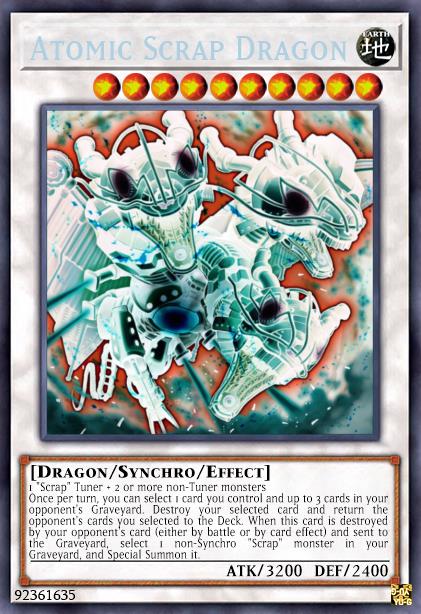 Atomic Scrap Dragon
EARTH
地
[Dragon/Synchro/Effect]
1 "Scrap" Tuner + 2 or more non-Tuner monsters
Once per turn, you can select 1 card you control and up to 3 cards in your
opponent's Graveyard. Destroy your selected card and return the
opponent's cards you selected to the Deck. When this card is destroyed
by your opponent's card (either by battle or by card effect) and sent to
the Graveyard, select 1 non-Synchro "Scrap" monster in your
Graveyard, and Special Summon it.
ATK/3200 DEF/2400
92361635